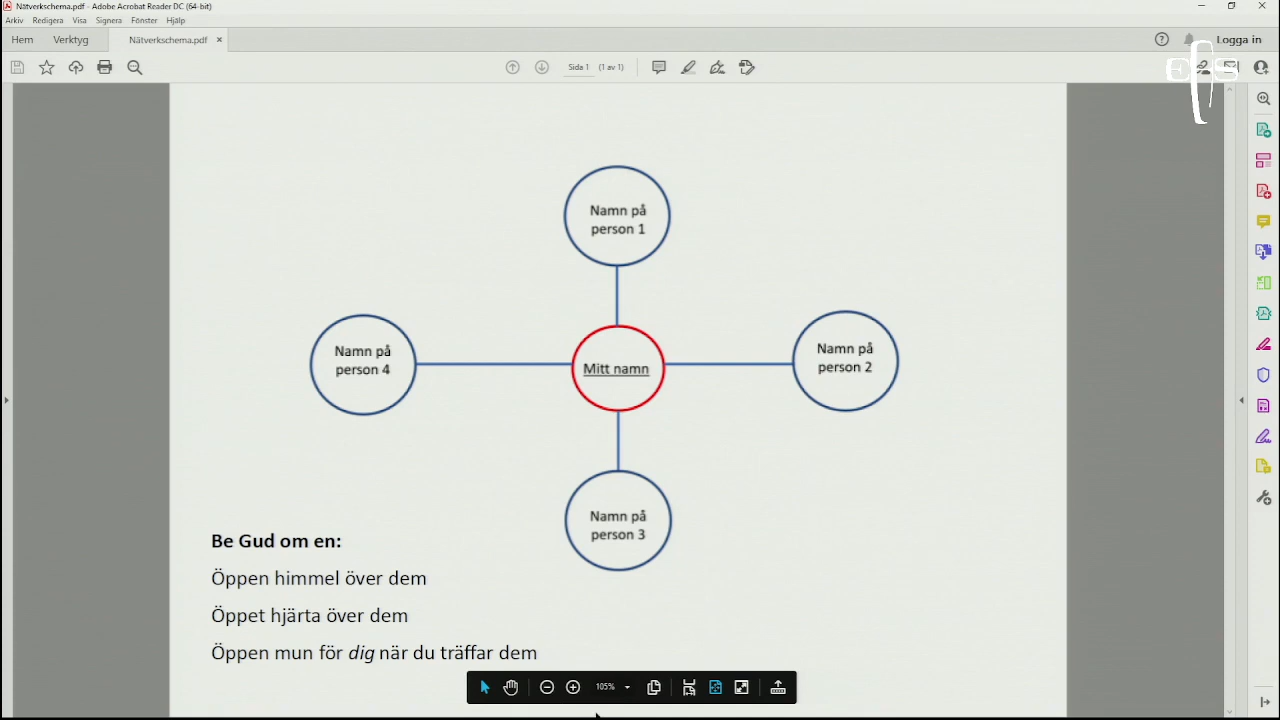 Nätverkschema.pdf - Adobe Acrobat Reader DC (64-bit)
Arkiv Redigera Visa Signera Fönster Hjälp
Hem Verktyg Nätverkschema.pdf × Logga in
Sida 1 (1 av 1)
EFS
Namn på
person 1
Namn på
person 4
Mitt namn
Namn på
person 2
Namn på
person 3
Be Gud om en:
Öppen himmel över dem
Öppet hjärta över dem
Öppen mun för dig när du träffar dem
105%